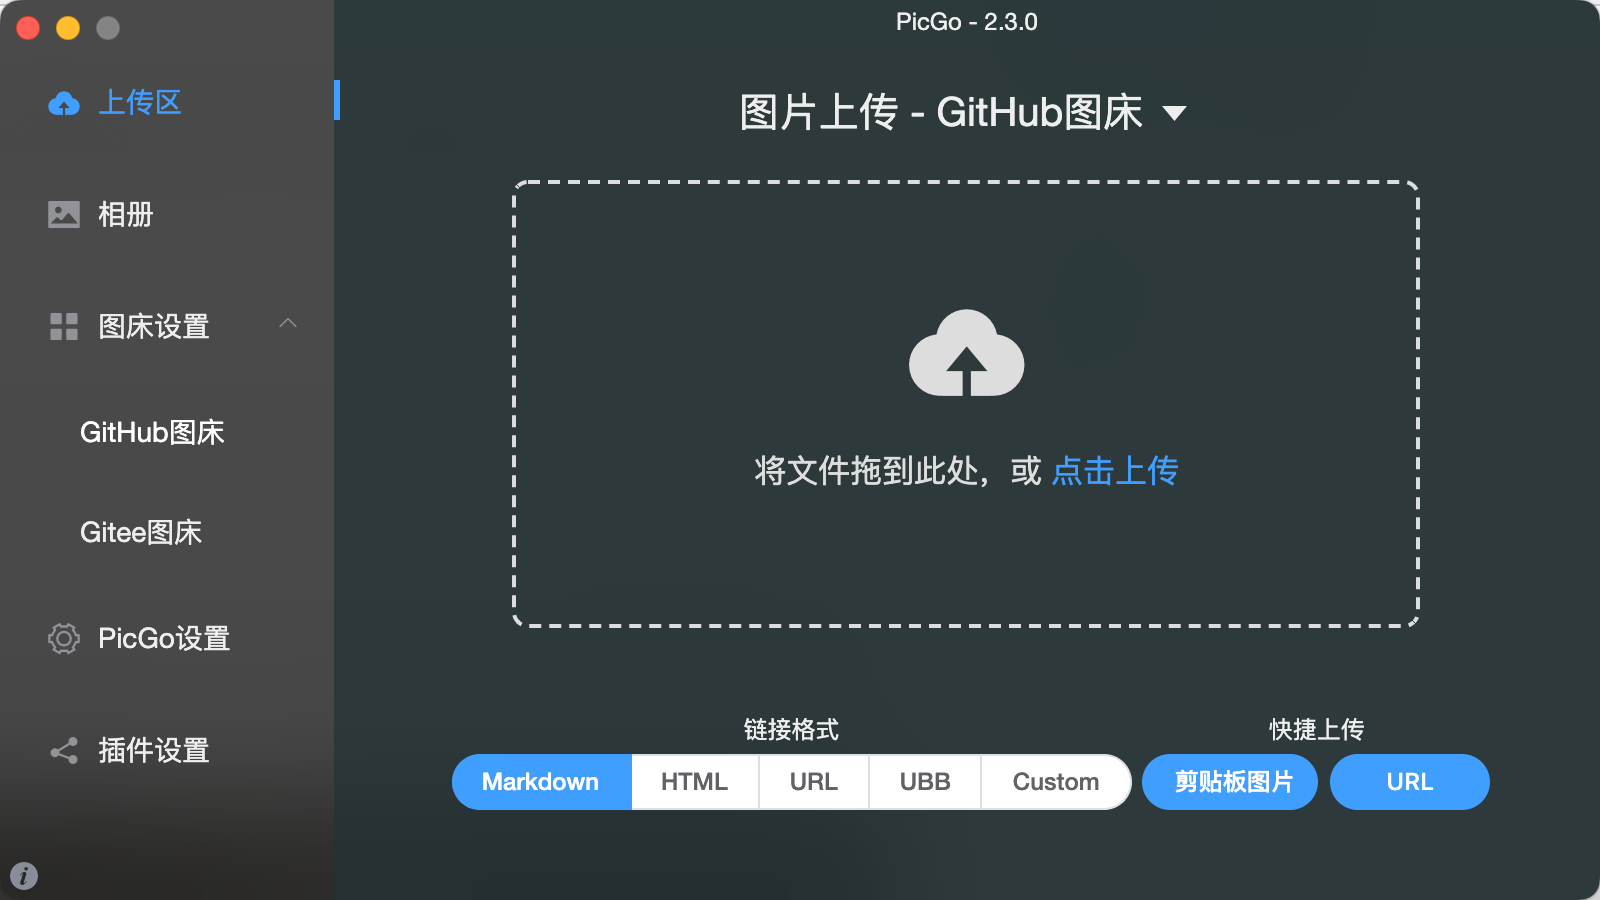 PicGo - 2.3.0
上传区
相册
图床设置
GitHub图床
Gitee图床
PicGo设置
插件设置
图片上传 - GitHub图床
将文件拖到此处，或 点击上传
链接格式
Markdown HTML URL UBB Custom
快捷上传
剪贴板图片 URL